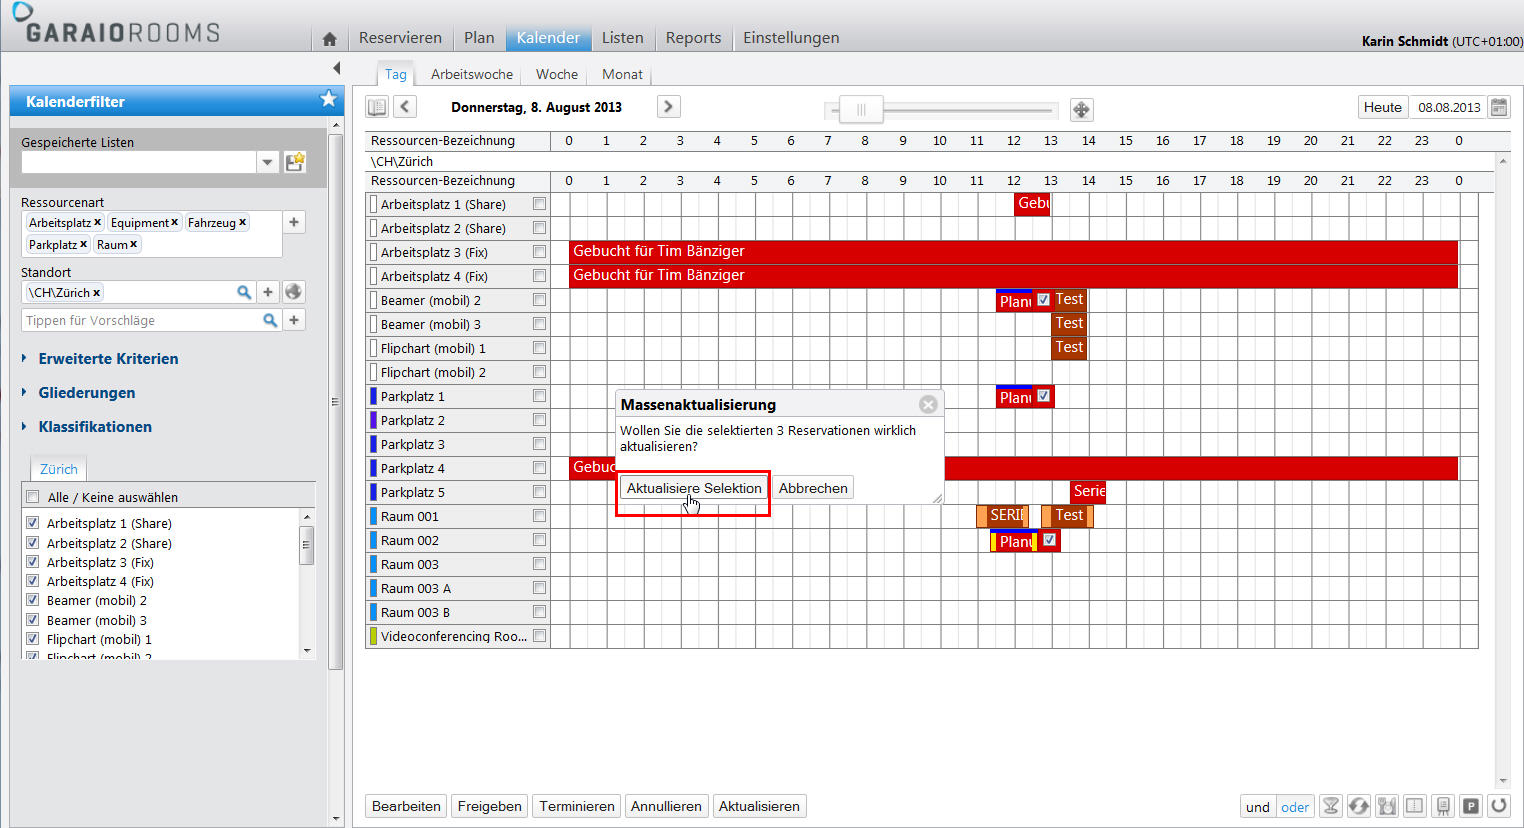 GARAIOROOMS
Reservieren Plan Kalender Listen Reports Einstellungen
Karin Schmidt (UTC+01:00)
Tag Arbeitswoche Woche Monat
Kalenderfilter
Gespeicherte Listen
Ressourcenart
Arbeitsplatz x Equipment x Fahrzeug x
Parkplatz x Raum x
Standort
\CH\Zürich x
Tippen für Vorschläge
Erweiterte Kriterien
Gliederungen
Klassifikationen
Zürich
Alle / Keine auswählen
Arbeitsplatz 1 (Share)
Arbeitsplatz 2 (Share)
Arbeitsplatz 3 (Fix)
Arbeitsplatz 4 (Fix)
Beamer (mobil) 2
Beamer (mobil) 3
Flipchart (mobil) 1
Flipchart (mobil) 2
Donnerstag, 8. August 2013
Heute 08.08.2013
Ressourcen-Bezeichnung 0 1 2 3 4 5 6 7 8 9 10 11 12 13 14 15 16 17 18 19 20 21 22 23 0
\CH\Zürich
Ressourcen-Bezeichnung 0 1 2 3 4 5 6 7 8 9 10 11 12 13 14 15 16 17 18 19 20 21 22 23 0
Arbeitsplatz 1 (Share) Gebu
Arbeitsplatz 2 (Share)
Arbeitsplatz 3 (Fix) Gebucht für Tim Bänziger
Arbeitsplatz 4 (Fix) Gebucht für Tim Bänziger
Beamer (mobil) 2 Planu Test
Beamer (mobil) 3 Test
Flipchart (mobil) 1 Test
Flipchart (mobil) 2
Parkplatz 1 Planu
Parkplatz 2
Parkplatz 3
Parkplatz 4 Gebuc
Parkplatz 5 Serie
Raum 001 SERIE Test
Raum 002 Planu
Raum 003
Raum 003 A
Raum 003 B
Videoconferencing Roo...
Massenaktualisierung
Wollen Sie die selektierten 3 Reservationen wirklich
aktualisieren?
Aktualisiere Selektion Abbrechen
Bearbeiten Freigeben Terminieren Annullieren Aktualisieren
und oder P